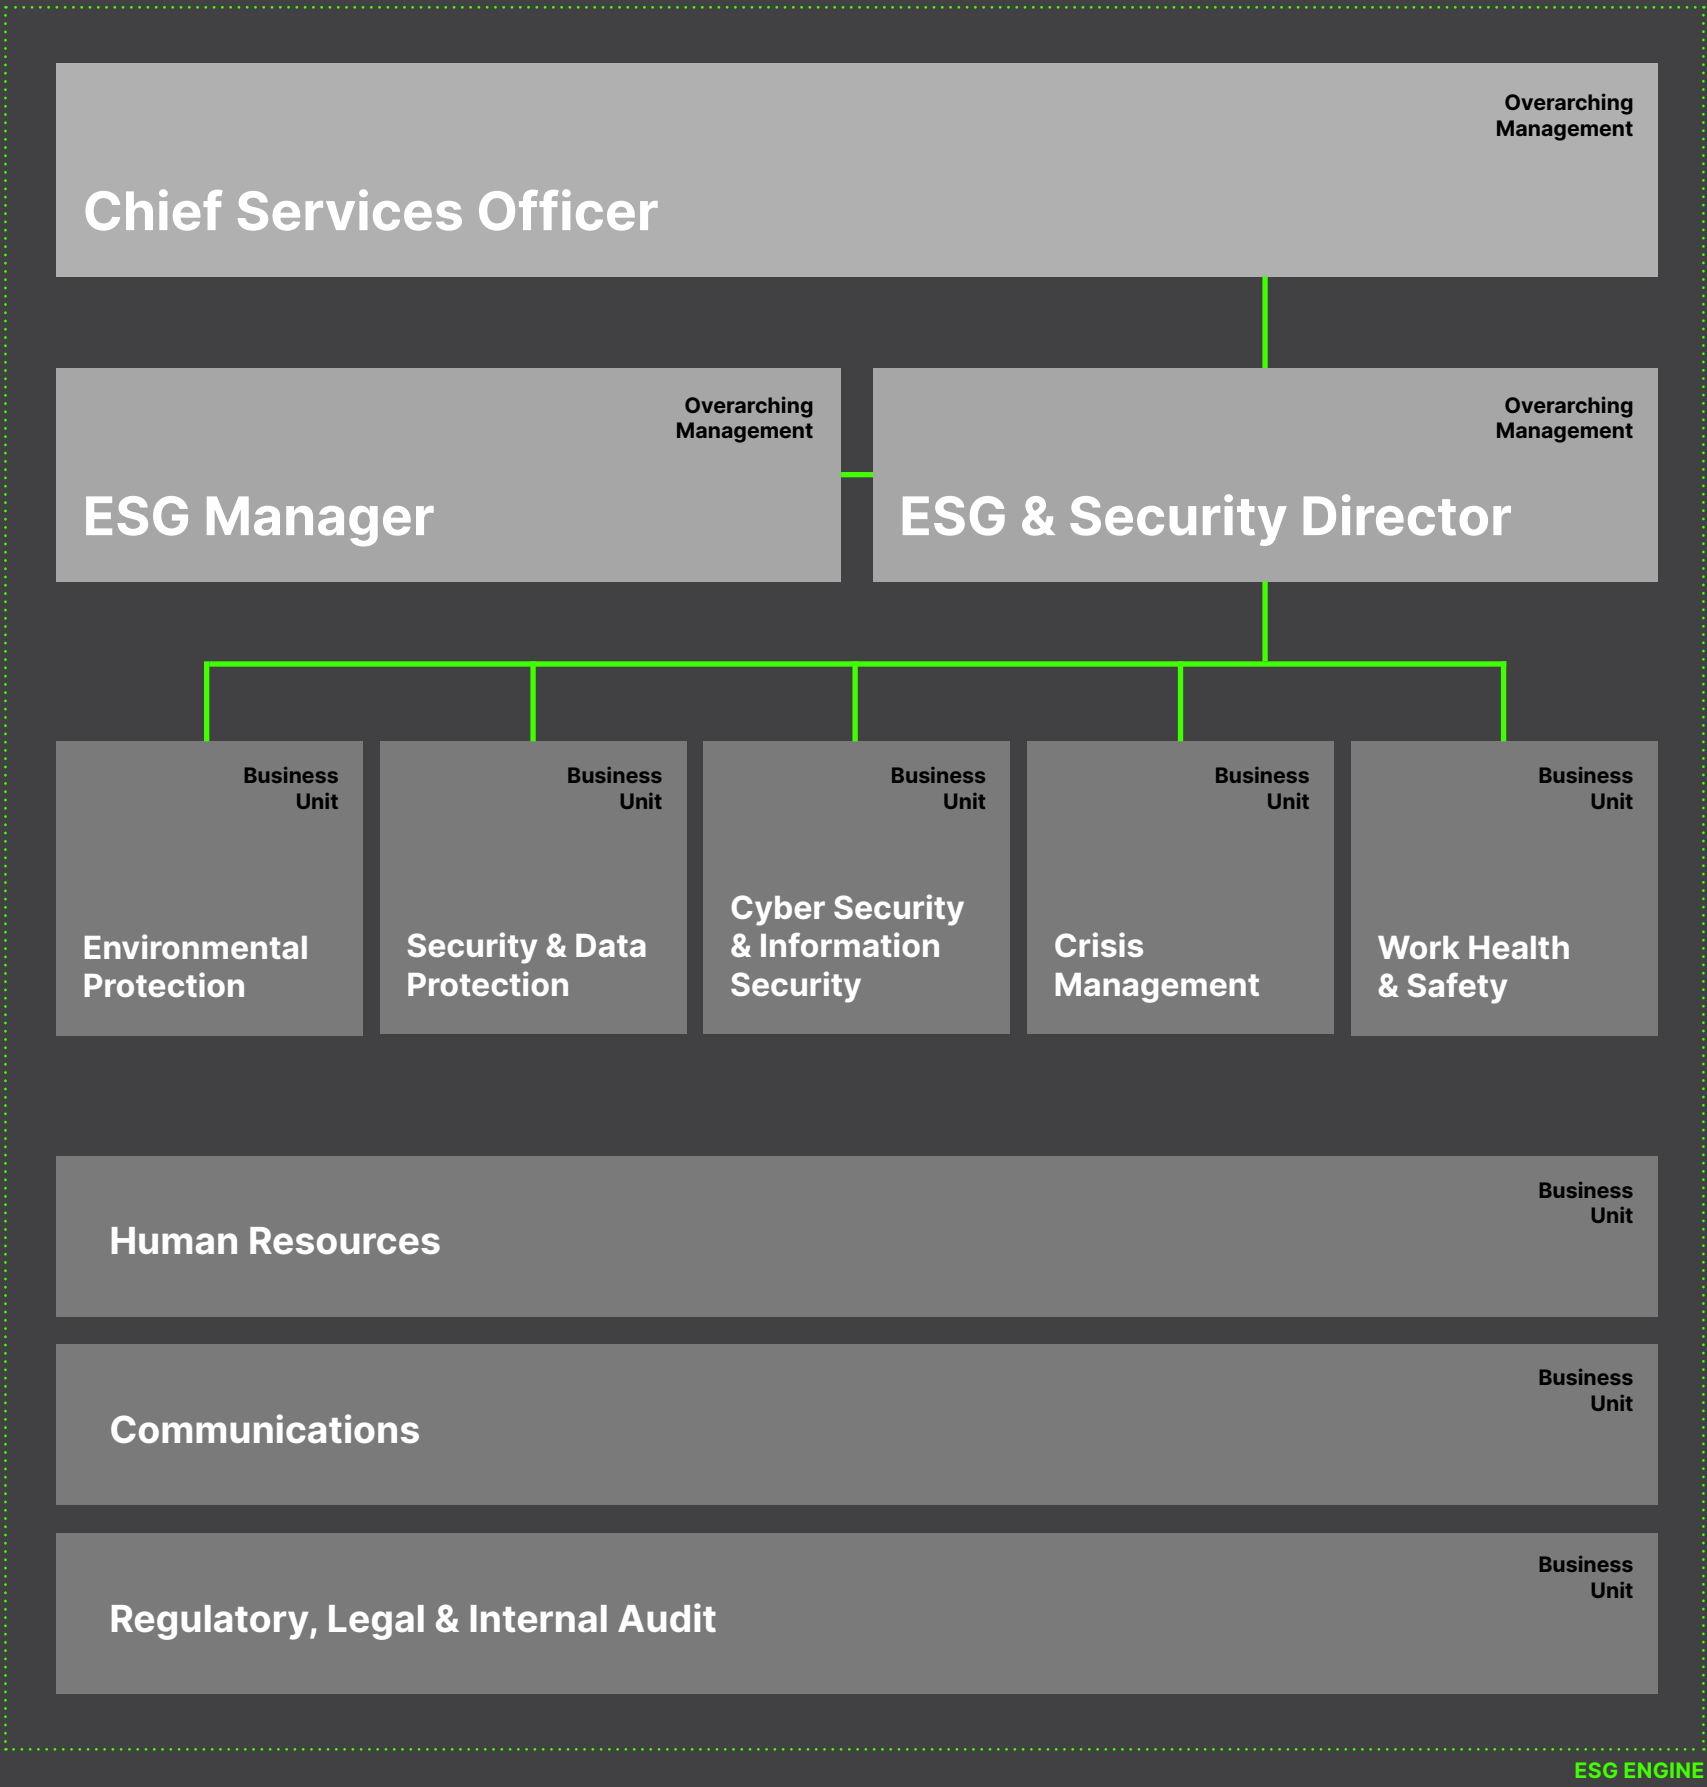 Overarching
Management
Chief Services Officer
Overarching
Management
ESG Manager
Overarching
Management
ESG & Security Director
Business
Unit
Environmental
Protection
Business
Unit
Security & Data
Protection
Business
Unit
Cyber Security
& Information
Security
Business
Unit
Crisis
Management
Business
Unit
Work Health
& Safety
Business
Unit
Human Resources
Business
Unit
Communications
Business
Unit
Regulatory, Legal & Internal Audit
ESG ENGINE